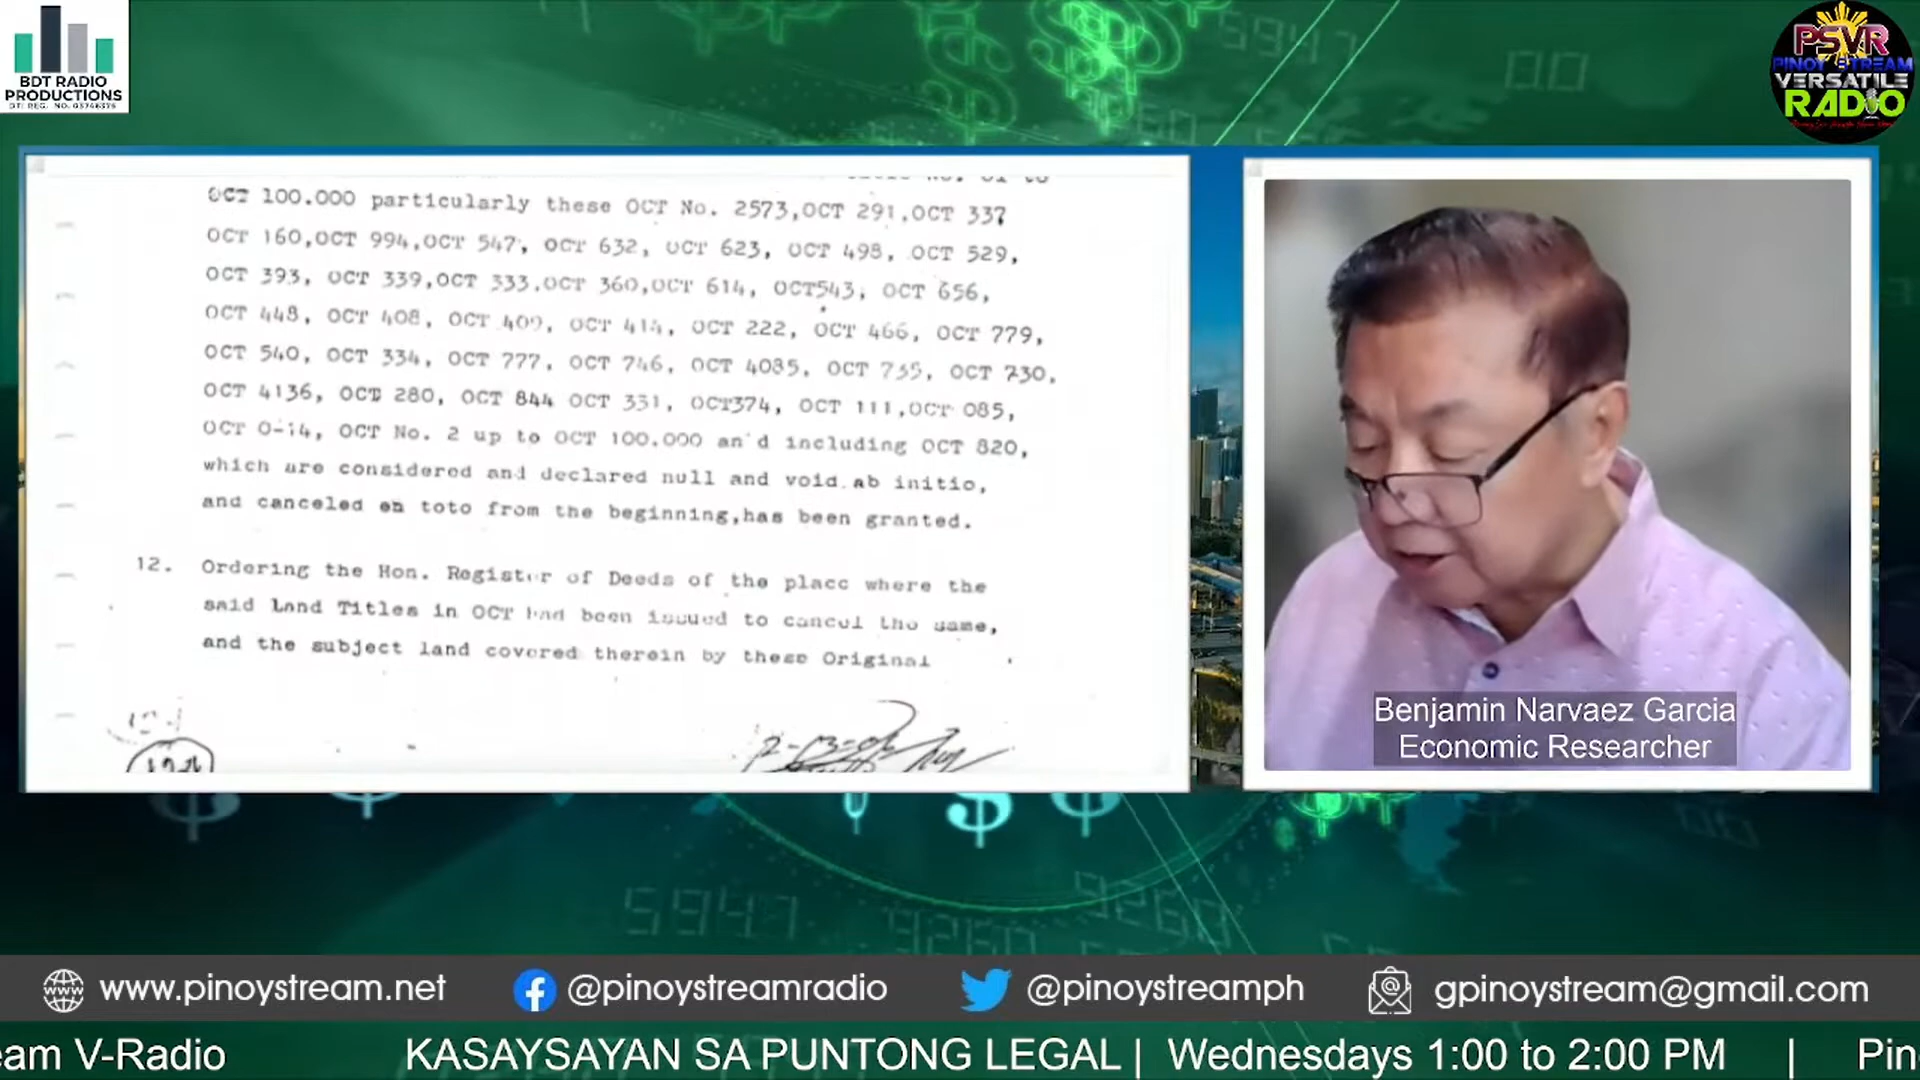 BDT RADIO
PRODUCTIONS
DTI REG. NO. 03748376
PSVR
PINOY STREAM
VERSATILE
RADIO
OCT 100.000 particularly these OCT No. 2573,OCT 291,OCT 337
OCT 160,OCT 994,OCT 547, OCT 632, OCT 623, OCT 498, OCT 529,
OCT 393, OCT 339,OCT 333.OCT 360,OCT 614, OCT543, OCT 656,
OCT 448, OCT 408, OCT 409, OCT 414, OCT 222, OCT 466, OCT 779,
OCT 540, OCT 334, OCT 777, OCT 746, OCT 4085, OCT 735, OCT 730,
OCT 4136, OCT 280, OCT 844 OCT 331, OCT374, OCT 111,OCT 085,
OCT 0-14, OCT No. 2 up to OCT 100.000 an'd including OCT 820,
which are considered and declared null and void ab initio,
and canceled en toto from the beginning,has been granted.
12. Ordering the Hon. Register of Deeds of the place where the
said Land Titles in OCT had been issued to cancel the same,
and the subject land covered therein by these Original
Benjamin Narvaez Garcia
Economic Researcher
www.pinoystream.net
@pinoystreamradio
@pinoystreamph
gpinoystream@gmail.com
eam V-Radio KASAYSAYAN SA PUNTONG LEGAL | Wednesdays 1:00 to 2:00 PM | Pin